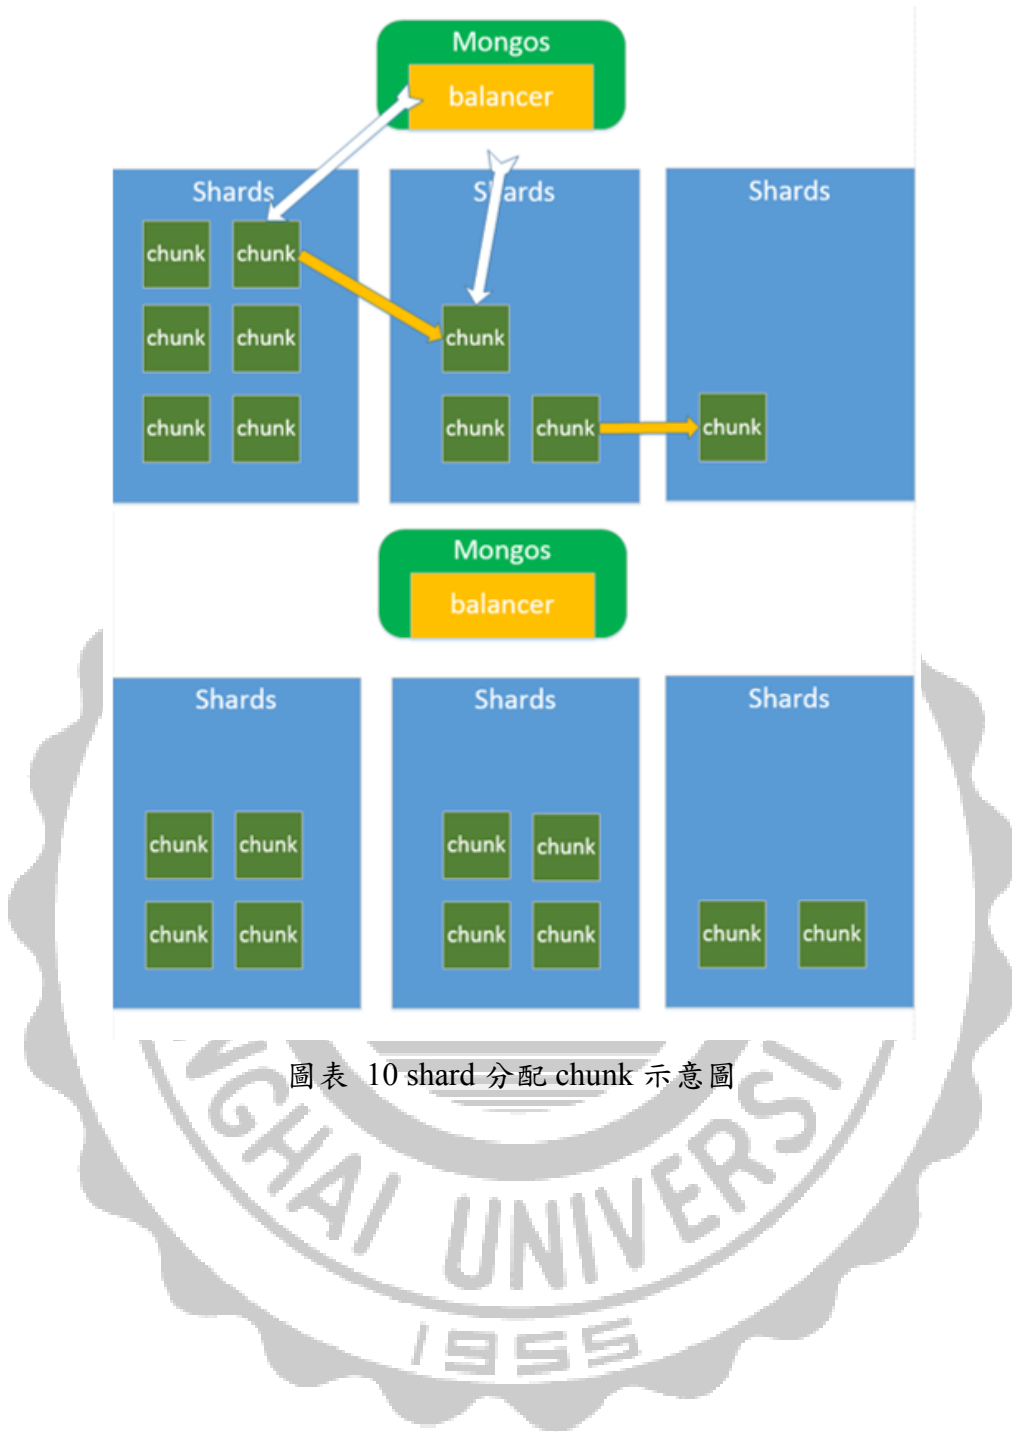 Mongos
balancer
Shards Shards Shards
chunk chunk
chunk chunk chunk
chunk chunk chunk chunk chunk
Mongos
balancer
Shards Shards Shards
chunk chunk chunk chunk
chunk chunk chunk chunk chunk chunk
圖表 10 shard 分配 chunk 示意圖
NGHAI UNIVERSI
1955